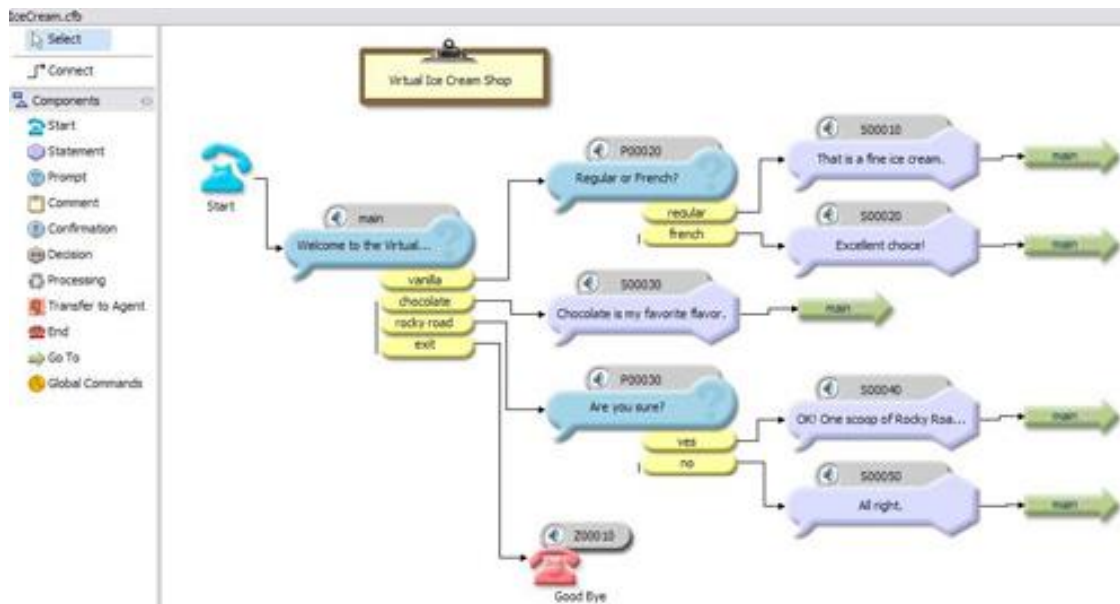 IceCream.cfb
Select
Connect
Components
Start
Statement
Prompt
Comment
Confirmation
Decision
Processing
Transfer to Agent
End
Go To
Global Commands
Virtual Ice Cream Shop
Start
main
Welcome to the Virtual...
vanilla
chocolate
rocky road
exit
P00020
Regular or French?
regular
french
S00010
That is a fine ice cream.
main
S00020
Excellent choice!
main
S00030
Chocolate is my favorite flavor.
main
P00030
Are you sure?
yes
no
S00040
OK! One scoop of Rocky Roa...
main
S00050
All right.
main
Z00010
Good Bye